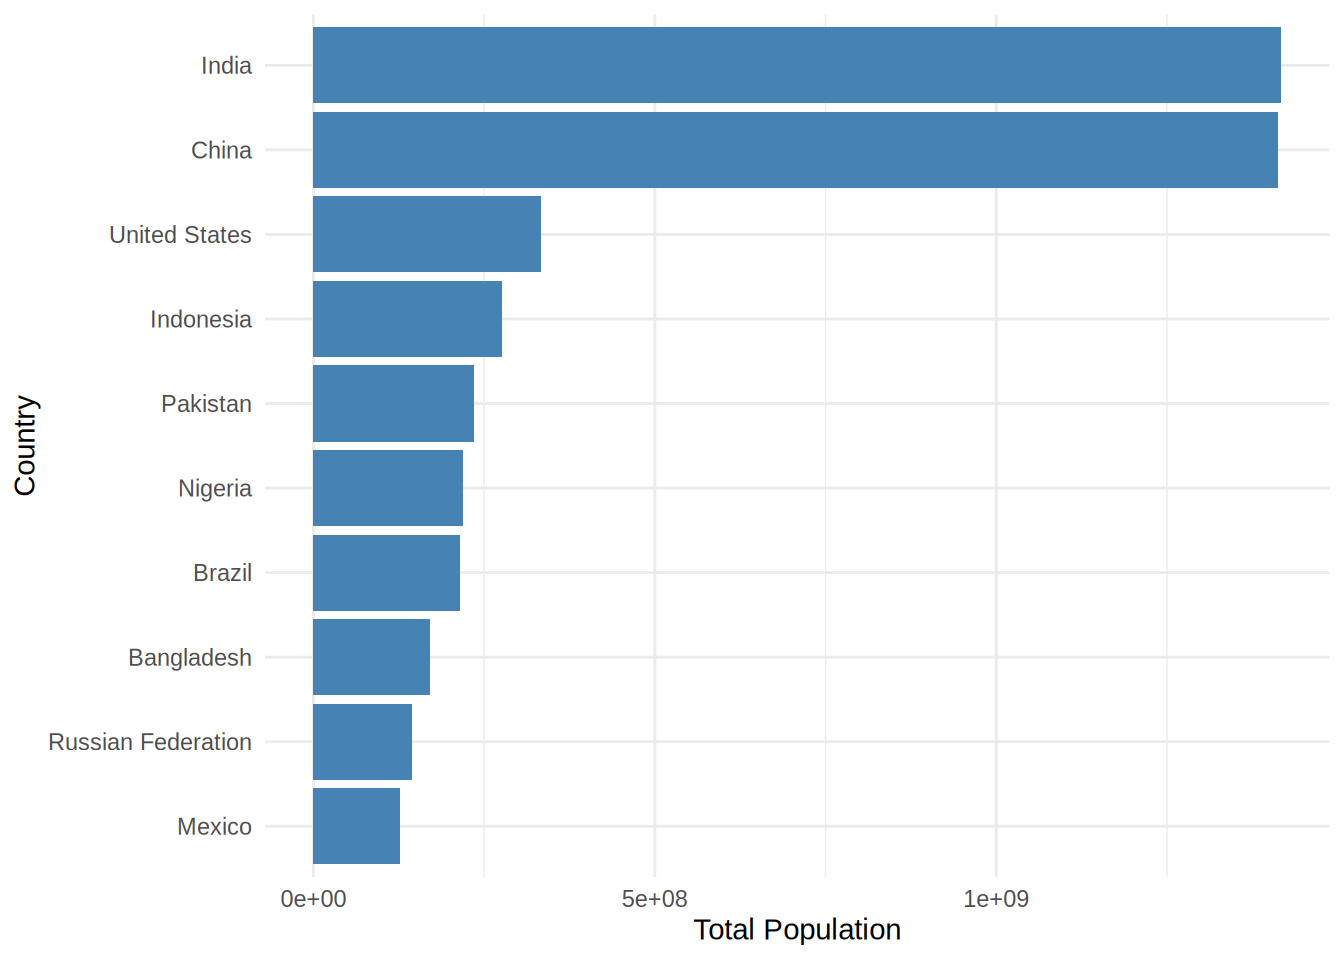 India
China
United States
Indonesia
Pakistan
Nigeria
Brazil
Bangladesh
Russian Federation
Mexico
Country
0e+00 5e+08 1e+09
Total Population